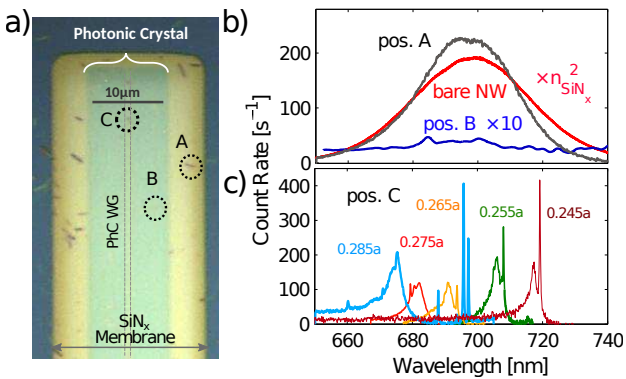 a)
Photonic Crystal
10μm
C
A
B
PhC WG
SiNx
Membrane
b)
200
100
0
pos. A
×n²SiNx
bare NW
pos. B ×10
Count Rate [s⁻¹]
c)
400
300
200
100
0
pos. C
0.285a
0.275a
0.265a
0.255a
0.245a
660 680 700 720 740
Wavelength [nm]